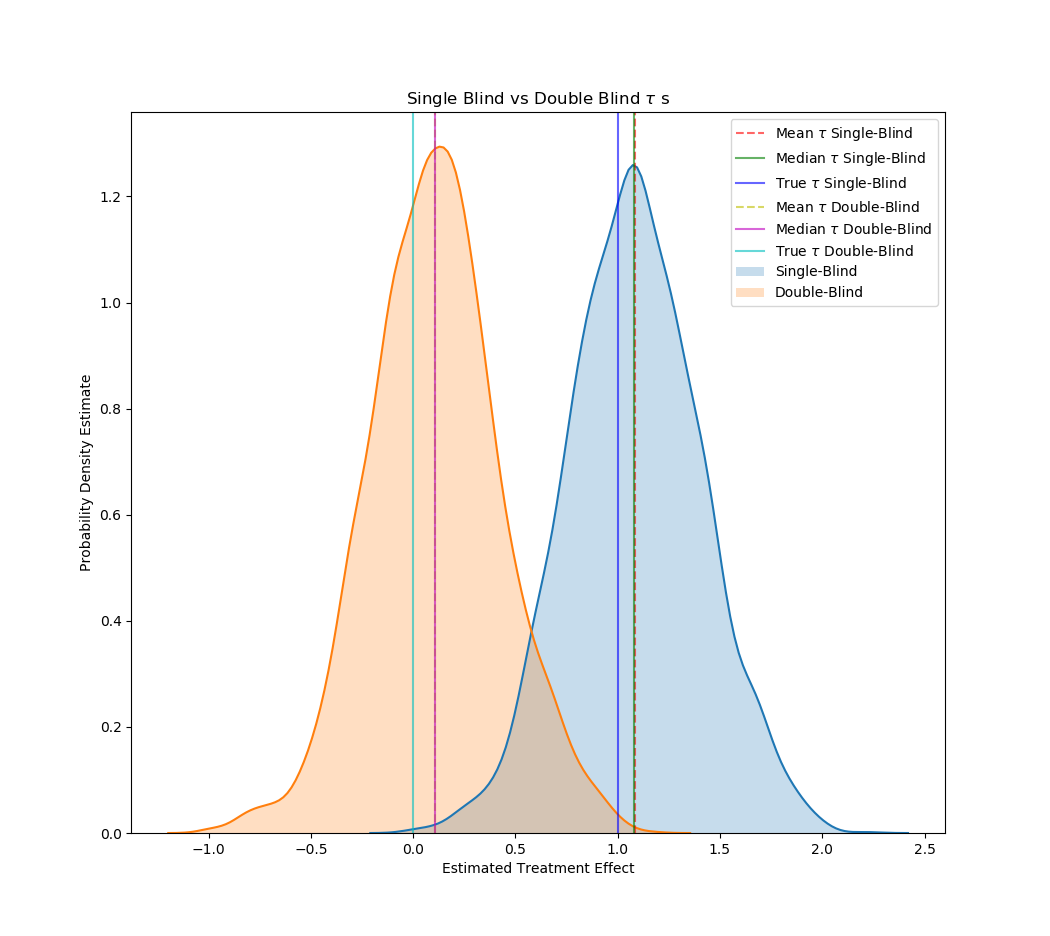 Single Blind vs Double Blind τ s
Mean τ Single-Blind
Median τ Single-Blind
True τ Single-Blind
Mean τ Double-Blind
Median τ Double-Blind
True τ Double-Blind
Single-Blind
Double-Blind
Probability Density Estimate
1.2
1.0
0.8
0.6
0.4
0.2
0.0
−1.0 −0.5 0.0 0.5 1.0 1.5 2.0 2.5
Estimated Treatment Effect